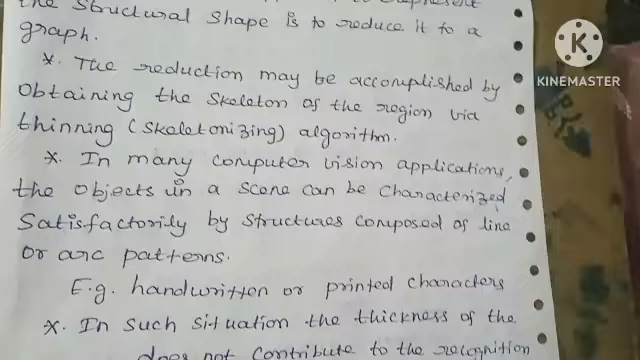 the structural shape is to reduce it to a
graph.
*. The reduction may be accomplished by
obtaining the skeleton of the region via
thinning (skeletonizing) algorithm.
*. In many computer vision applications,
the objects in a scene can be characterized
satisfactorily by structures composed of line
or arc patterns.
E.g. handwritten or printed characters
*. In such situation the thickness of the
does not contribute to the recognition
KINEMASTER